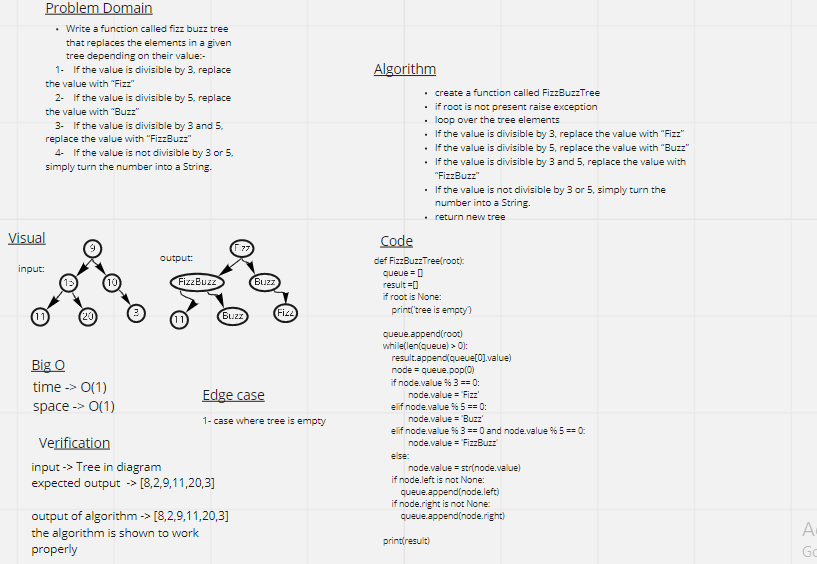 Problem Domain
• Write a function called fizz buzz tree
that replaces the elements in a given
tree depending on their value:-
1- If the value is divisible by 3, replace
the value with "Fizz"
2- If the value is divisible by 5, replace
the value with "Buzz"
3- If the value is divisible by 3 and 5,
replace the value with "FizzBuzz"
4- If the value is not divisible by 3 or 5,
simply turn the number into a String.
Algorithm
• create a function called FizzBuzzTree
• if root is not present raise exception
• loop over the tree elements
• If the value is divisible by 3, replace the value with "Fizz"
• If the value is divisible by 5, replace the value with "Buzz"
• If the value is divisible by 3 and 5, replace the value with
"FizzBuzz"
• If the value is not divisible by 3 or 5, simply turn the
number into a String.
• return new tree
Visual
input:
9
15
10
11
20
3
output:
Fizz
FizzBuzz
Buzz
11
Buzz
Fizz
Big O
time -> O(1)
space -> O(1)
Edge case
1- case where tree is empty
Verification
input -> Tree in diagram
expected output -> [8,2,9,11,20,3]
output of algorithm -> [8,2,9,11,20,3]
the algorithm is shown to work
properly
Code
def FizzBuzzTree(root):
queue = []
result =[]
if root is None:
print('tree is empty')
queue.append(root)
while(len(queue) > 0):
result.append(queue[0].value)
node = queue.pop(0)
if node.value % 3 == 0:
node.value = 'Fizz'
elif node.value % 5 == 0:
node.value = 'Buzz'
elif node.value % 3 == 0 and node.value % 5 == 0:
node.value = 'FizzBuzz'
else:
node.value = str(node.value)
if node.left is not None:
queue.append(node.left)
if node.right is not None:
queue.append(node.right)
print(result)